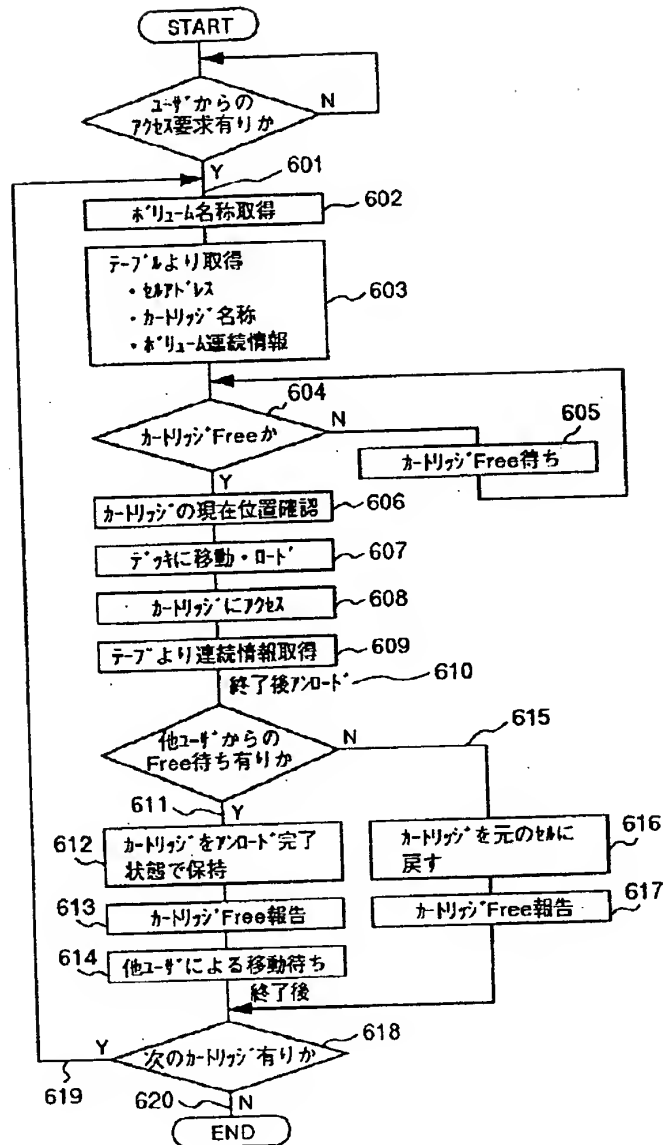 START
ユーザからの
アクセス要求有りか
N
Y
601
ボリューム名称取得
602
テーブルより取得
・セルアドレス
・カートリッジ名称
・ボリューム連続情報
603
604
カートリッジFreeか
N
605
カートリッジFree待ち
Y
カートリッジの現在位置確認
606
デッキに移動・ロード
607
カートリッジにアクセス
608
テープより連続情報取得
609
終了後アンロード
610
他ユーザからの
Free待ち有りか
N
615
611
Y
612
カートリッジをアンロード完了
状態で保持
カートリッジを元のセルに
戻す
616
613
カートリッジFree報告
カートリッジFree報告
617
614
他ユーザによる移動待ち
終了後
618
Y
次のカートリッジ有りか
619
620
N
END